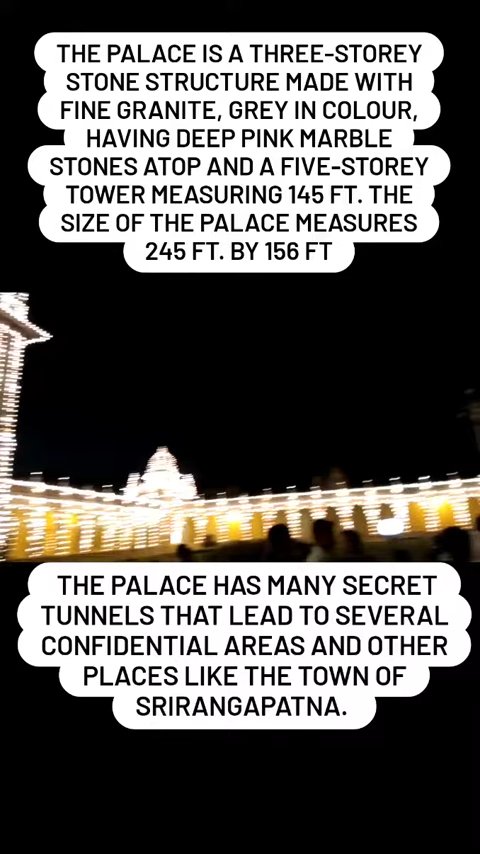 THE PALACE IS A THREE-STOREY
STONE STRUCTURE MADE WITH
FINE GRANITE, GREY IN COLOUR,
HAVING DEEP PINK MARBLE
STONES ATOP AND A FIVE-STOREY
TOWER MEASURING 145 FT. THE
SIZE OF THE PALACE MEASURES
245 FT. BY 156 FT
THE PALACE HAS MANY SECRET
TUNNELS THAT LEAD TO SEVERAL
CONFIDENTIAL AREAS AND OTHER
PLACES LIKE THE TOWN OF
SRIRANGAPATNA.